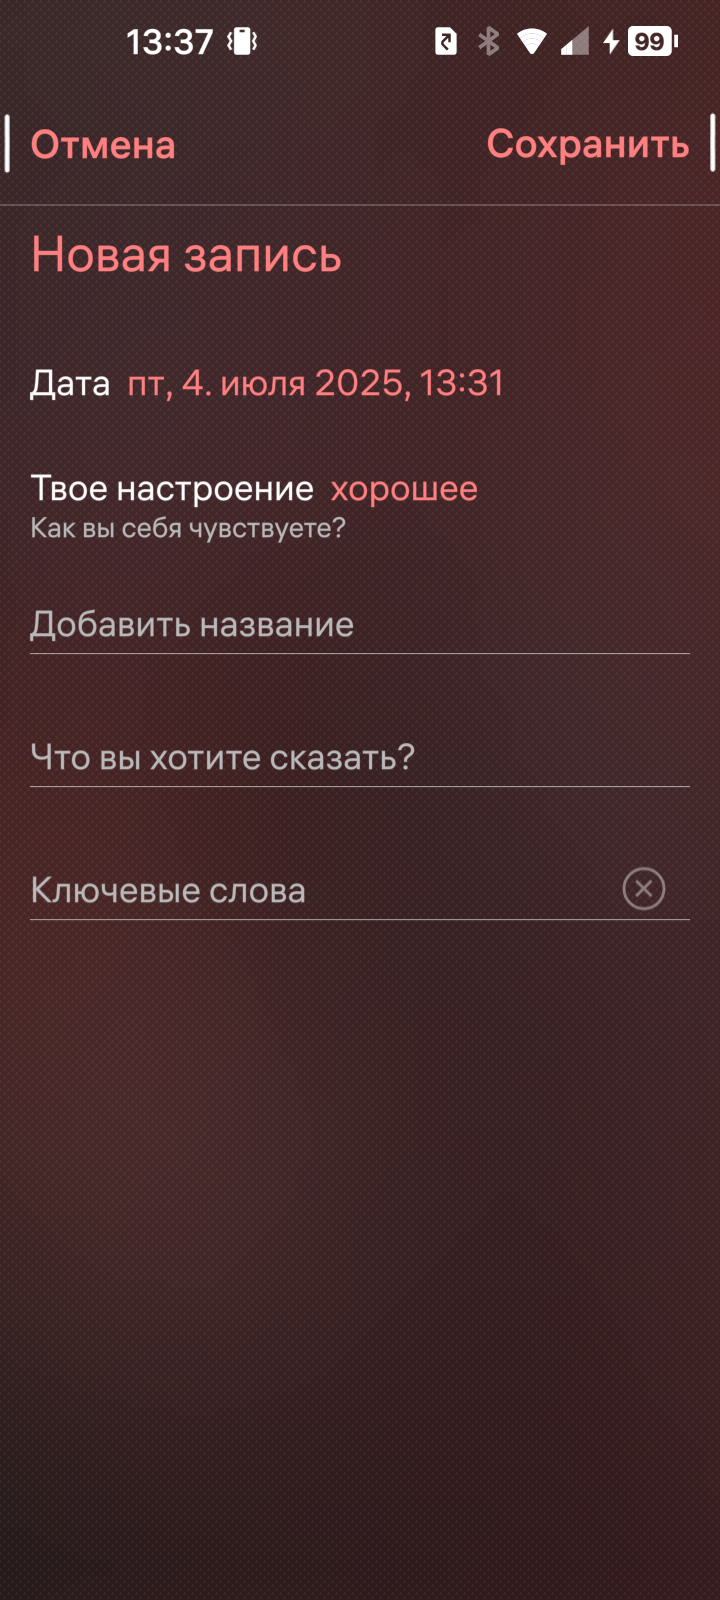 13:37 99
Отмена Сохранить
Новая запись
Дата пт, 4. июля 2025, 13:31
Твое настроение хорошее
Как вы себя чувствуете?
Добавить название
Что вы хотите сказать?
Ключевые слова